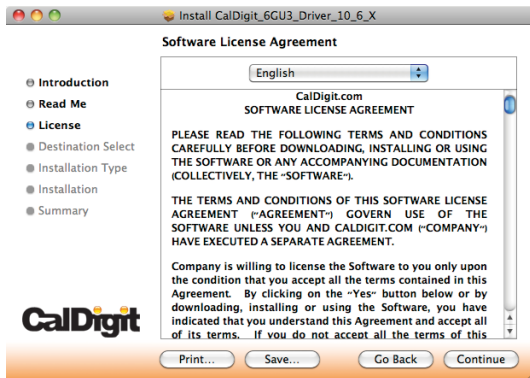 Install CalDigit_6GU3_Driver_10_6_X
Software License Agreement
Introduction
Read Me
License
Destination Select
Installation Type
Installation
Summary
CalDigit
English
CalDigit.com
SOFTWARE LICENSE AGREEMENT
PLEASE READ THE FOLLOWING TERMS AND CONDITIONS
CAREFULLY BEFORE DOWNLOADING, INSTALLING OR USING
THE SOFTWARE OR ANY ACCOMPANYING DOCUMENTATION
(COLLECTIVELY, THE “SOFTWARE”).
THE TERMS AND CONDITIONS OF THIS SOFTWARE LICENSE
AGREEMENT (“AGREEMENT”) GOVERN USE OF THE
SOFTWARE UNLESS YOU AND CALDIGIT.COM (“COMPANY”)
HAVE EXECUTED A SEPARATE AGREEMENT.
Company is willing to license the Software to you only upon
the condition that you accept all the terms contained in this
Agreement. By clicking on the “Yes” button below or by
downloading, installing or using the Software, you have
indicated that you understand this Agreement and accept all
of its terms. If you do not accept all the terms of this
Print... Save... Go Back Continue